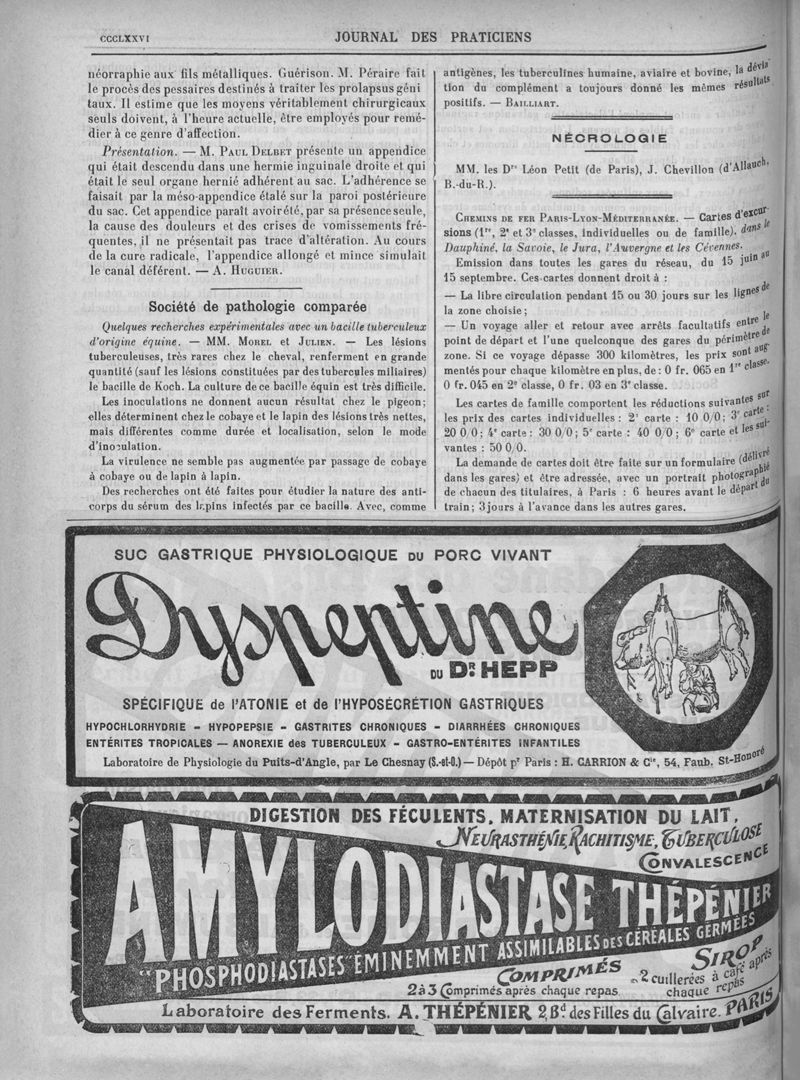 CCCLXXVI
JOURNAL DES PRATICIENS
néorraphie aux fils métalliques. Guérison. M. Péraire fait
le procès des pessaires destinés à traiter les prolapsus géni
taux. Il estime que les moyens véritablement chirurgicaux
seuls doivent, à l'heure actuelle, être employés pour remé-
dier à ce genre d'affection.
Présentation. — M. PAUL DELBET présente un appendice
qui était descendu dans une hermie inguinale droite et qui
était le seul organe hernié adhérent au sac. L'adhérence se
faisait par la méso-appendice étalé sur la paroi postérieure
du sac. Cet appendice paraît avoir été, par sa présence seule,
la cause des douleurs et des crises de vomissements fré-
quentes, il ne présentait pas trace d'altération. Au cours
de la cure radicale, l'appendice allongé et mince simulait
le canal déférent. — A. HUGUIER.
Société de pathologie comparée
Quelques recherches expérimentales avec un bacille tuberculeux
d'origine équine. — MM. MOREL et JULIEN. — Les lésions
tuberculeuses, très rares chez le cheval, renferment en grande
quantité (sauf les lésions constituées par des tubercules miliaires)
le bacille de Koch. La culture de ce bacille équin est très difficile.
Les inoculations ne donnent aucun résultat chez le pigeon;
elles déterminent chez le cobaye et le lapin des lésions très nettes,
mais différentes comme durée et localisation, selon le mode
d'inoculation.
La virulence ne semble pas augmentée par passage de cobaye
à cobaye ou de lapin à lapin.
Des recherches ont été faites pour étudier la nature des anti-
corps du sérum des lapins infectés par ce bacille. Avec, comme
antigènes, les tuberculines humaine, aviaire et bovine, la dévia
tion du complément a toujours donné les mêmes résultats
positifs. — BAILLIART.
NÉCROLOGIE
MM. les Drs Léon Petit (de Paris), J. Chevillon (d'Allauch,
B.-du-R.).
CHEMINS DE FER PARIS-LYON-MÉDITERRANÉE. — Cartes d'excur-
sions (1re, 2e et 3e classes, individuelles ou de famille). dans le
Dauphiné, la Savoie, le Jura, l'Auvergne et les Cévennes.
Emission dans toutes les gares du réseau, du 15 juin au
15 septembre. Ces cartes donnent droit à :
— La libre circulation pendant 15 ou 30 jours sur les lignes de
la zone choisie;
— Un voyage aller et retour avec arrêts facultatifs entre le
point de départ et l'une quelconque des gares du périmètre de
zone. Si ce voyage dépasse 300 kilomètres, les prix sont aug-
mentés pour chaque kilomètre en plus, de : 0 fr. 065 en 1re classe.
0 fr. 045 en 2e classe, 0 fr. 03 en 3e classe.
Les cartes de famille comportent les réductions suivantes sur
les prix des cartes individuelles : 2e carte : 10 0/0; 3e carte :
20 0/0; 4e carte : 30 0/0; 5e carte : 40 0/0; 6e carte et les sui-
vantes : 50 0/0.
La demande de cartes doit être faite sur un formulaire (délivré
dans les gares) et être adressée, avec un portrait photographié
de chacun des titulaires, à Paris : 6 heures avant le départ du
train; 3 jours à l'avance dans les autres gares.
SUC GASTRIQUE PHYSIOLOGIQUE DU PORC VIVANT
Dyspeptine
DU DR HEPP
SPÉCIFIQUE de l'ATONIE et de l'HYPOSÉCRÉTION GASTRIQUES
HYPOCHLORHYDRIE - HYPOPEPSIE - GASTRITES CHRONIQUES - DIARRHÉES CHRONIQUES
ENTÉRITES TROPICALES — ANOREXIE des TUBERCULEUX - GASTRO-ENTÉRITES INFANTILES
Laboratoire de Physiologie du Puits-d'Angle, par Le Chesnay (S.-et-O.) — Dépôt pr Paris : H. CARRION & Cie, 54, Faub. St-Honoré
DIGESTION DES FÉCULENTS, MATERNISATION DU LAIT,
NEURASTHÉNIE, RACHITISME, TUBERCULOSE
CONVALESCENCE
AMYLODIASTASE THÉPÉNIER
"PHOSPHODIASTASES" ÉMINEMMENT ASSIMILABLES DES CÉRÉALES GERMÉES
COMPRIMÉS
2 à 3 Comprimés après chaque repas.
SIROP
2 cuillerées à café après
chaque repas
Laboratoire des Ferments. A. THÉPÉNIER 2, Bd. des Filles du Calvaire. PARIS